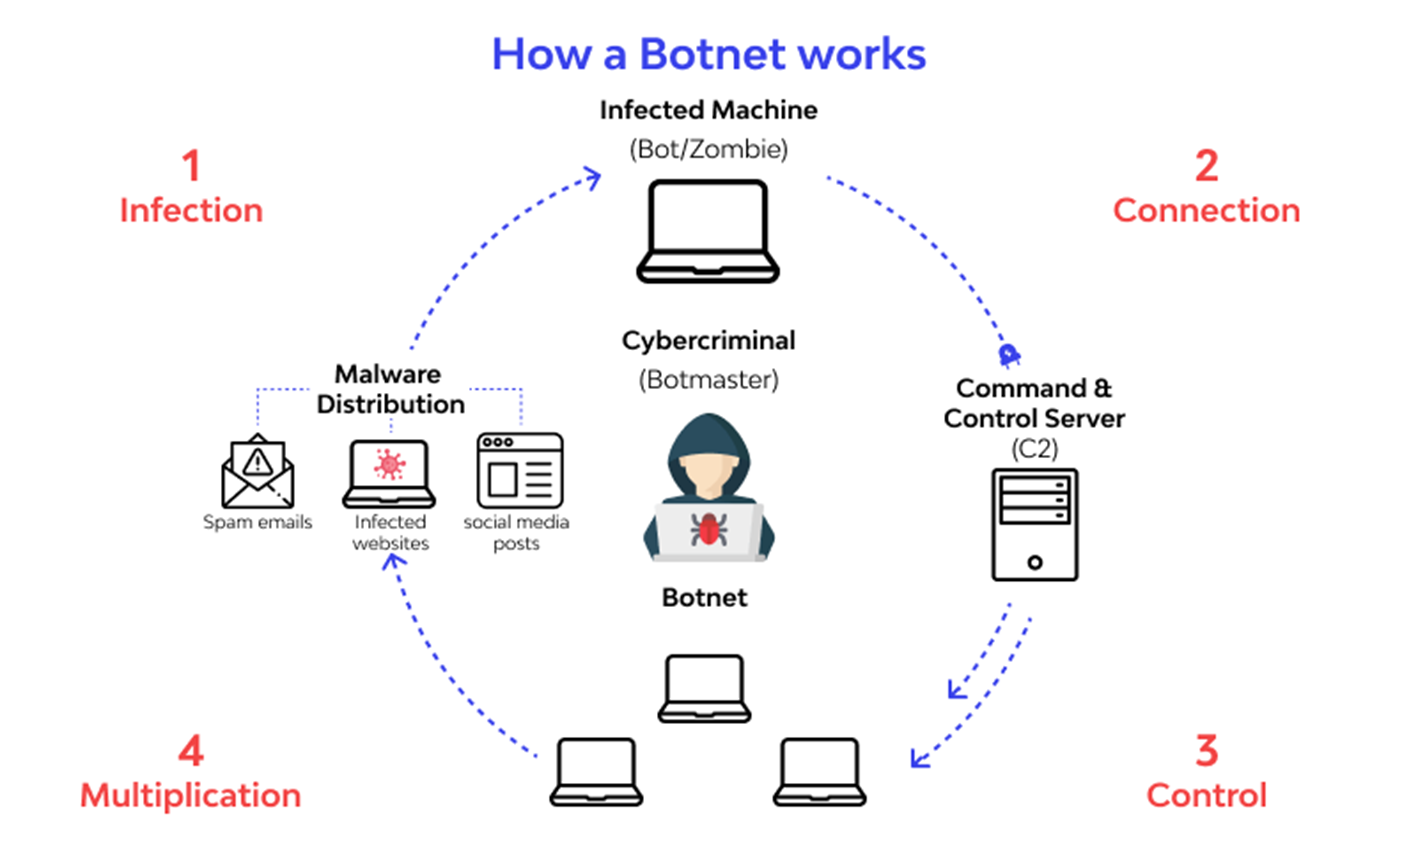 How a Botnet works
Infected Machine
(Bot/Zombie)
1
Infection
2
Connection
Cybercriminal
(Botmaster)
Malware
Distribution
Spam emails
Infected
websites
social media
posts
Command &
Control Server
(C2)
Botnet
4
Multiplication
3
Control